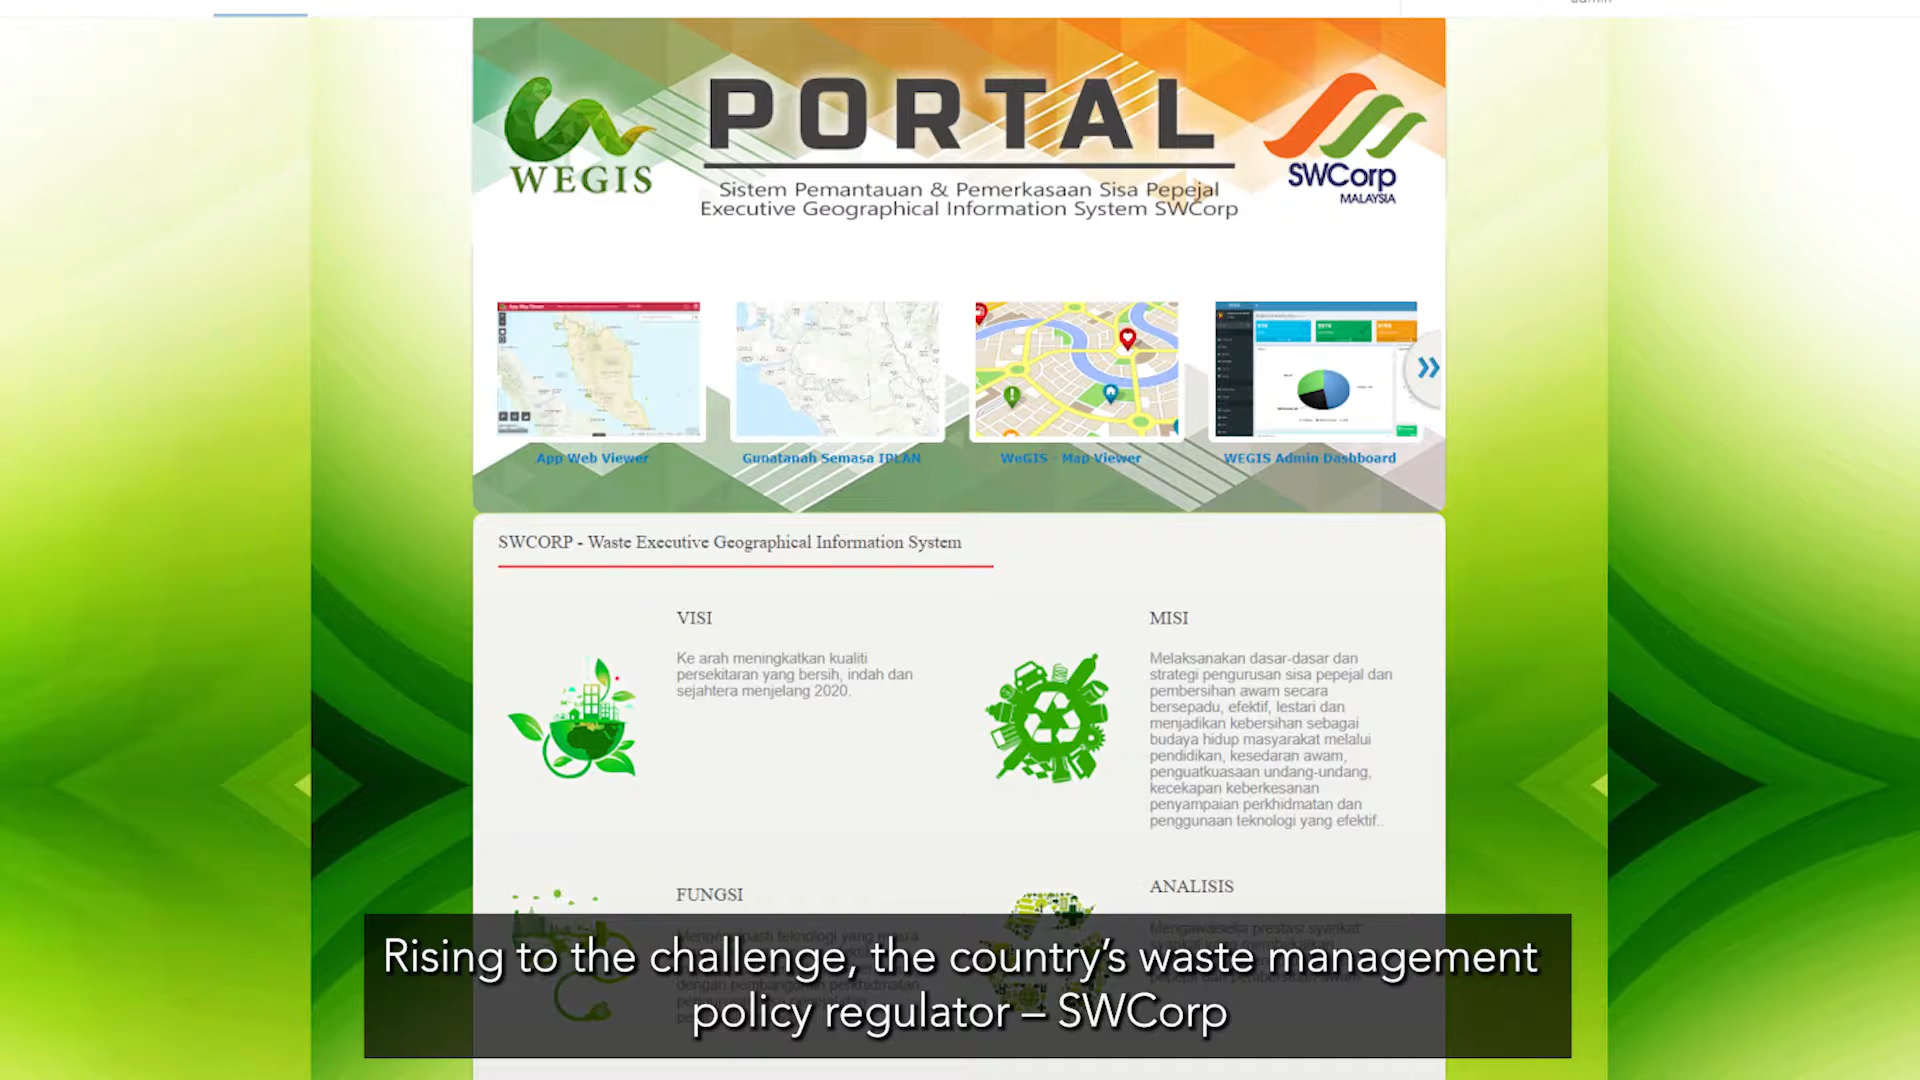 admin
PORTAL
WEGIS
SWCorp
MALAYSIA
Sistem Pemantauan & Pemerkasaan Sisa Pepejal
Executive Geographical Information System SWCorp
App Web Viewer
Gunatanah Semasa IPLAN
WeGIS - Map Viewer
WEGIS Admin Dashboard
SWCORP - Waste Executive Geographical Information System
VISI
Ke arah meningkatkan kualiti
persekitaran yang bersih, indah dan
sejahtera menjelang 2020.
MISI
Melaksanakan dasar-dasar dan
strategi pengurusan sisa pepejal dan
pembersihan awam secara
bersepadu, efektif, lestari dan
menjadikan kebersihan sebagai
budaya hidup masyarakat melalui
pendidikan, kesedaran awam,
penguatkuasaan undang-undang,
kecekapan keberkesanan
penyampaian perkhidmatan dan
penggunaan teknologi yang efektif..
FUNGSI
ANALISIS
Rising to the challenge, the country's waste management
policy regulator – SWCorp